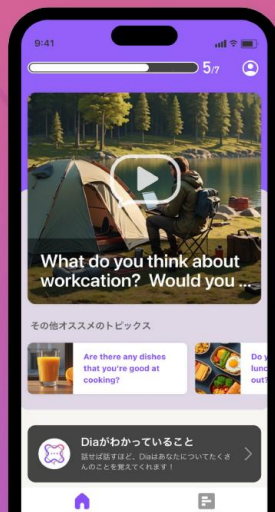 9:41
5/7
What do you think about
workcation? Would you ...
その他オススメのトピックス
Are there any dishes
that you're good at
cooking?
Do y
lunc
out?
Diaがわかっていること
話せば話すほど、Diaはあなたについてたくさ
んのことを覚えてくれます！